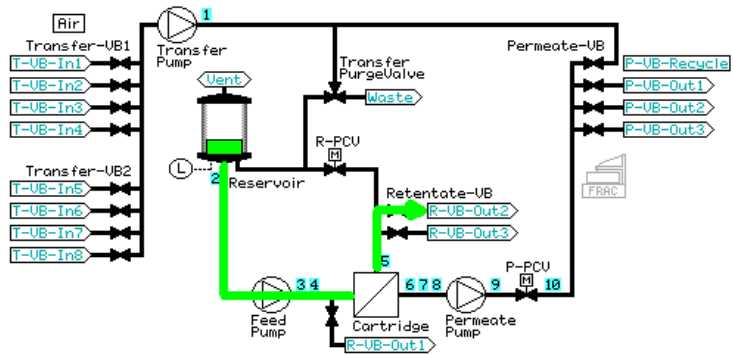 Air
1
Transfer-VB1
Transfer
Pump
Permeate-VB
T-VB-In1
T-VB-In2
T-VB-In3
T-VB-In4
Vent
Transfer
PurgeValve
Waste
P-VB-Recycle
P-VB-Out1
P-VB-Out2
P-VB-Out3
R-PCV
M
L
Transfer-VB2
2
Reservoir
FRAC
T-VB-In5
T-VB-In6
T-VB-In7
T-VB-In8
Retentate-VB
R-VB-Out2
R-VB-Out3
5
P-PCV
M
3 4
6 7 8
9
10
Feed
Pump
Cartridge
Permeate
Pump
R-VB-Out1